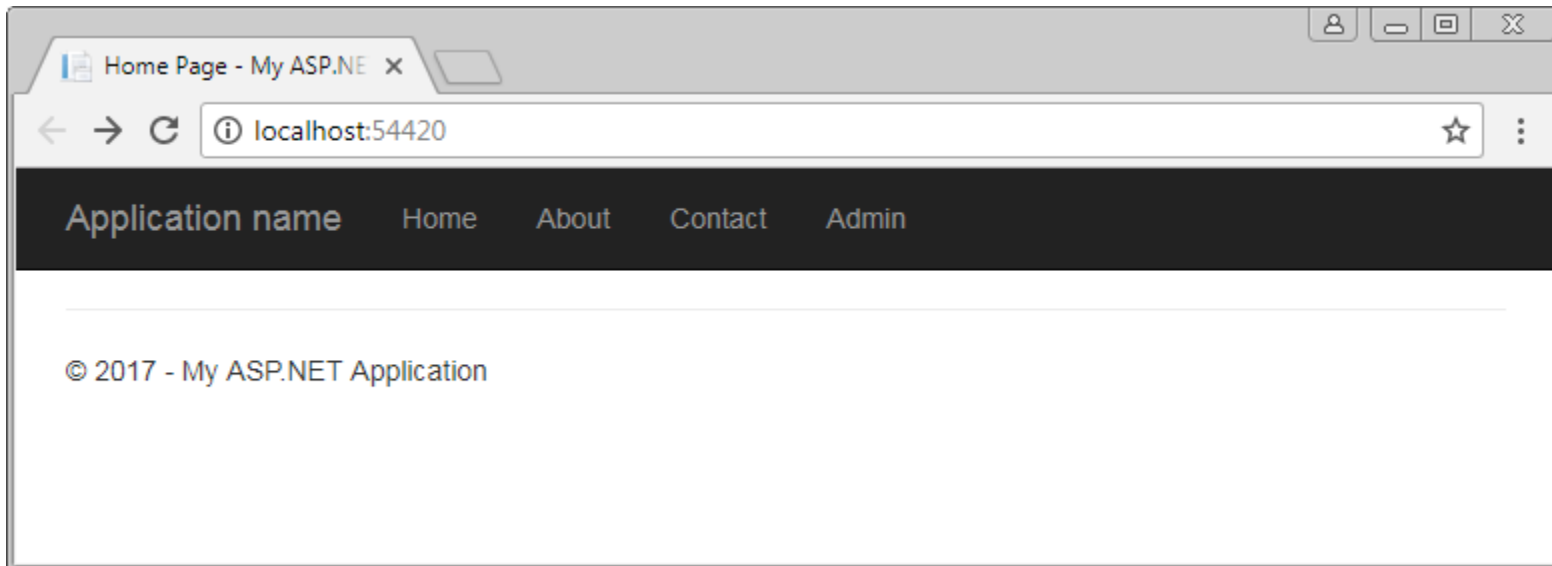 Home Page - My ASP.NE
localhost:54420
Application name Home About Contact Admin
© 2017 - My ASP.NET Application